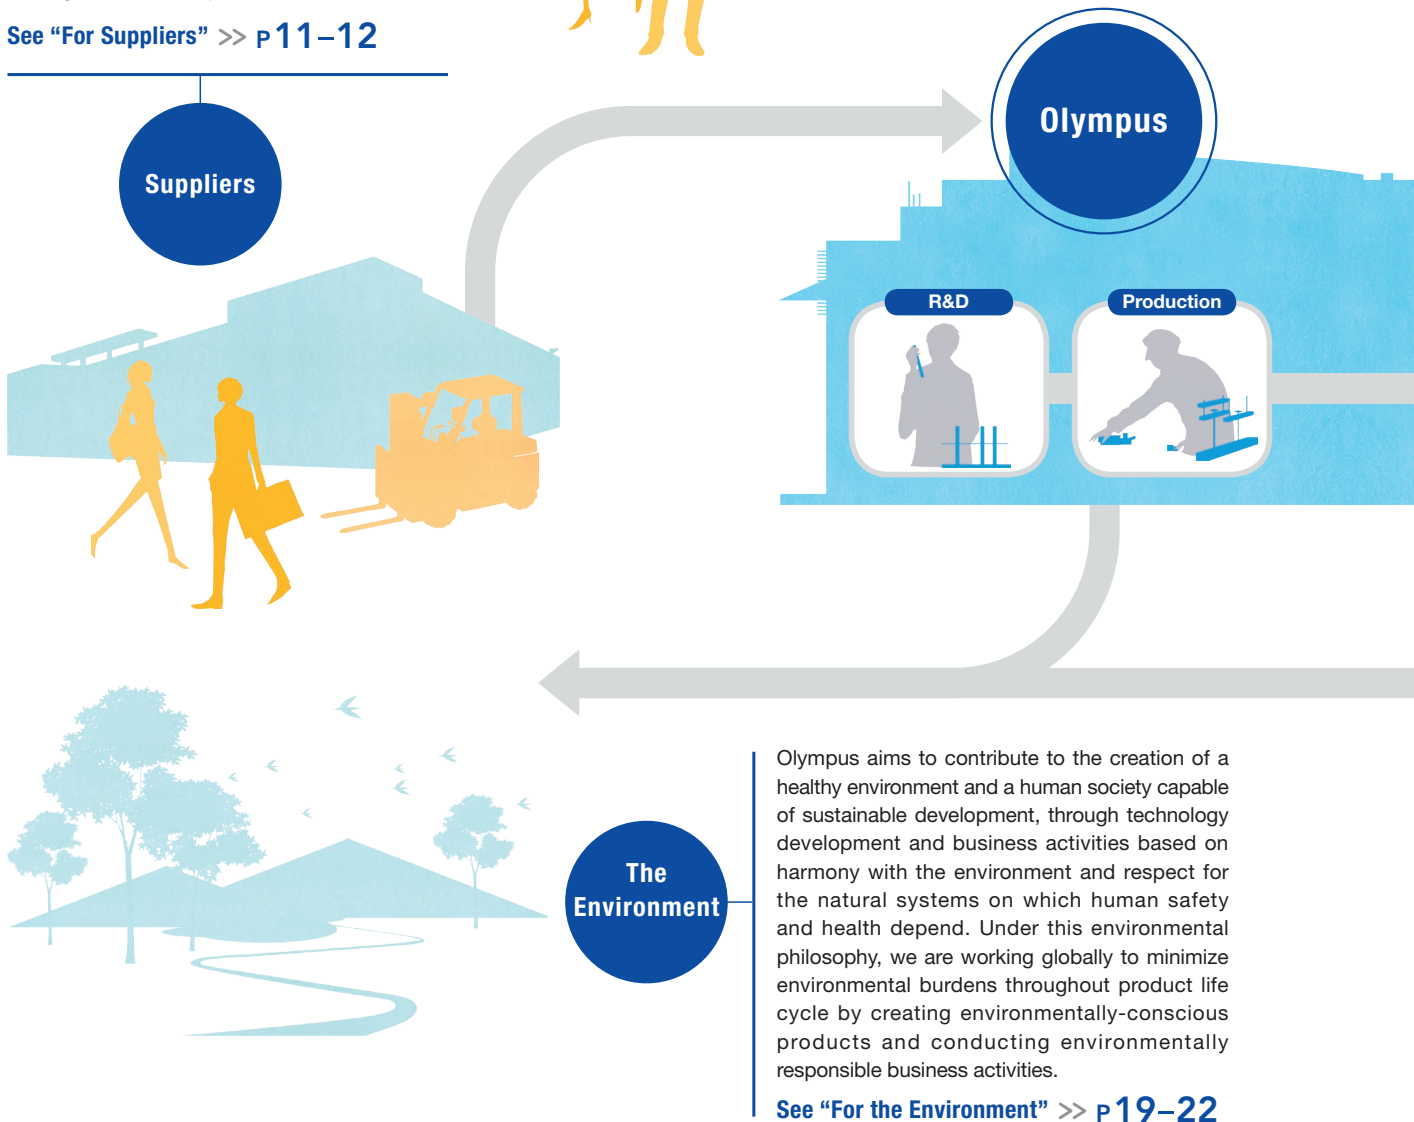 See “For Suppliers” >> P11–12
Suppliers
Olympus
R&D
Production
The
Environment
Olympus aims to contribute to the creation of a
healthy environment and a human society capable
of sustainable development, through technology
development and business activities based on
harmony with the environment and respect for
the natural systems on which human safety
and health depend. Under this environmental
philosophy, we are working globally to minimize
environmental burdens throughout product life
cycle by creating environmentally-conscious
products and conducting environmentally
responsible business activities.
See “For the Environment” >> P19–22